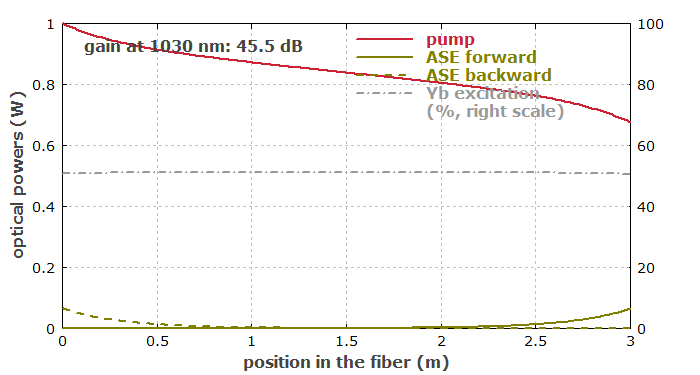 gain at 1030 nm: 45.5 dB
pump
ASE forward
ASE backward
Yb excitation
(%, right scale)
optical powers (W)
1
0.8
0.6
0.4
0.2
0
100
80
60
40
20
0
0
0.5
1
1.5
2
2.5
3
position in the fiber (m)